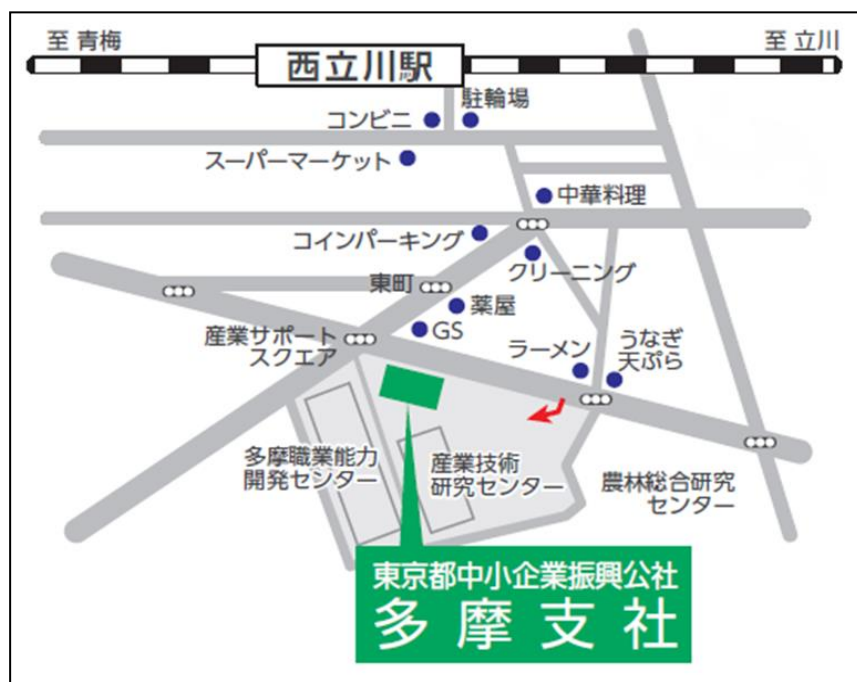 至 青梅
至 立川
西立川駅
駐輪場
コンビニ
スーパーマーケット
中華料理
コインパーキング
クリーニング
東町
薬屋
GS
産業サポート
スクエア
ラーメン
うなぎ
天ぷら
多摩職業能力
開発センター
産業技術
研究センター
農林総合研究
センター
東京都中小企業振興公社
多摩支社